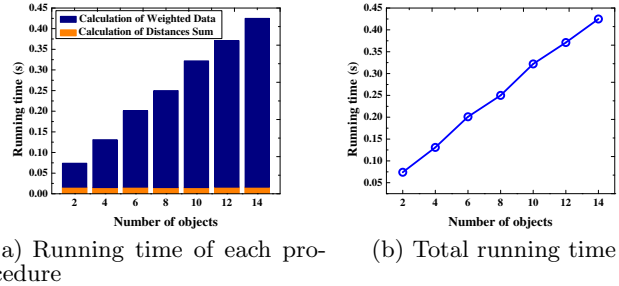 0.45
0.40
0.35
0.30
0.25
0.20
0.15
0.10
0.05
0.00
Running time (s)
Calculation of Weighted Data
Calculation of Distances Sum
2 4 6 8 10 12 14
Number of objects
0.45
0.40
0.35
0.30
0.25
0.20
0.15
0.10
0.05
Running time (s)
2 4 6 8 10 12 14
Number of objects
a) Running time of each pro-
cedure
(b) Total running time